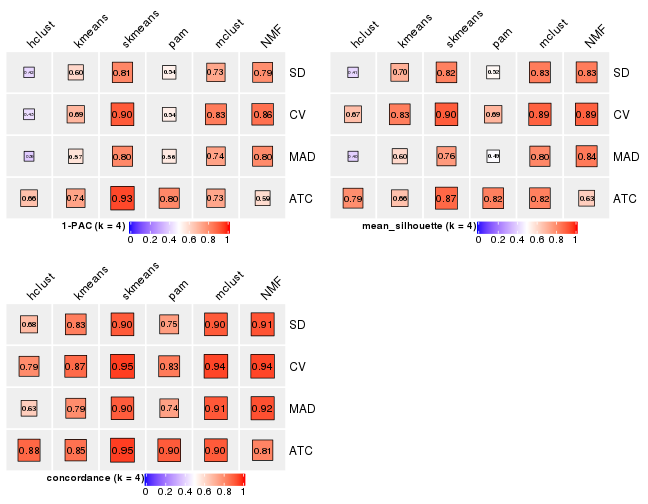 hclust kmeans skmeans pam mclust NMF
0.60 0.81 0.54 0.73 0.79 SD
0.69 0.90 0.54 0.83 0.86 CV
0.57 0.80 0.56 0.74 0.80 MAD
0.66 0.74 0.93 0.80 0.73 0.59 ATC
1-PAC (k = 4)
0 0.2 0.4 0.6 0.8 1
hclust kmeans skmeans pam mclust NMF
0.41 0.70 0.82 0.52 0.83 0.83 SD
0.67 0.83 0.90 0.69 0.89 0.89 CV
0.60 0.76 0.49 0.80 0.84 MAD
0.79 0.66 0.87 0.82 0.82 0.63 ATC
mean_silhouette (k = 4)
0 0.2 0.4 0.6 0.8 1
hclust kmeans skmeans pam mclust NMF
0.68 0.83 0.90 0.75 0.90 0.91 SD
0.79 0.87 0.95 0.83 0.94 0.94 CV
0.63 0.79 0.90 0.74 0.91 0.92 MAD
0.88 0.85 0.95 0.90 0.90 0.81 ATC
concordance (k = 4)
0 0.2 0.4 0.6 0.8 1